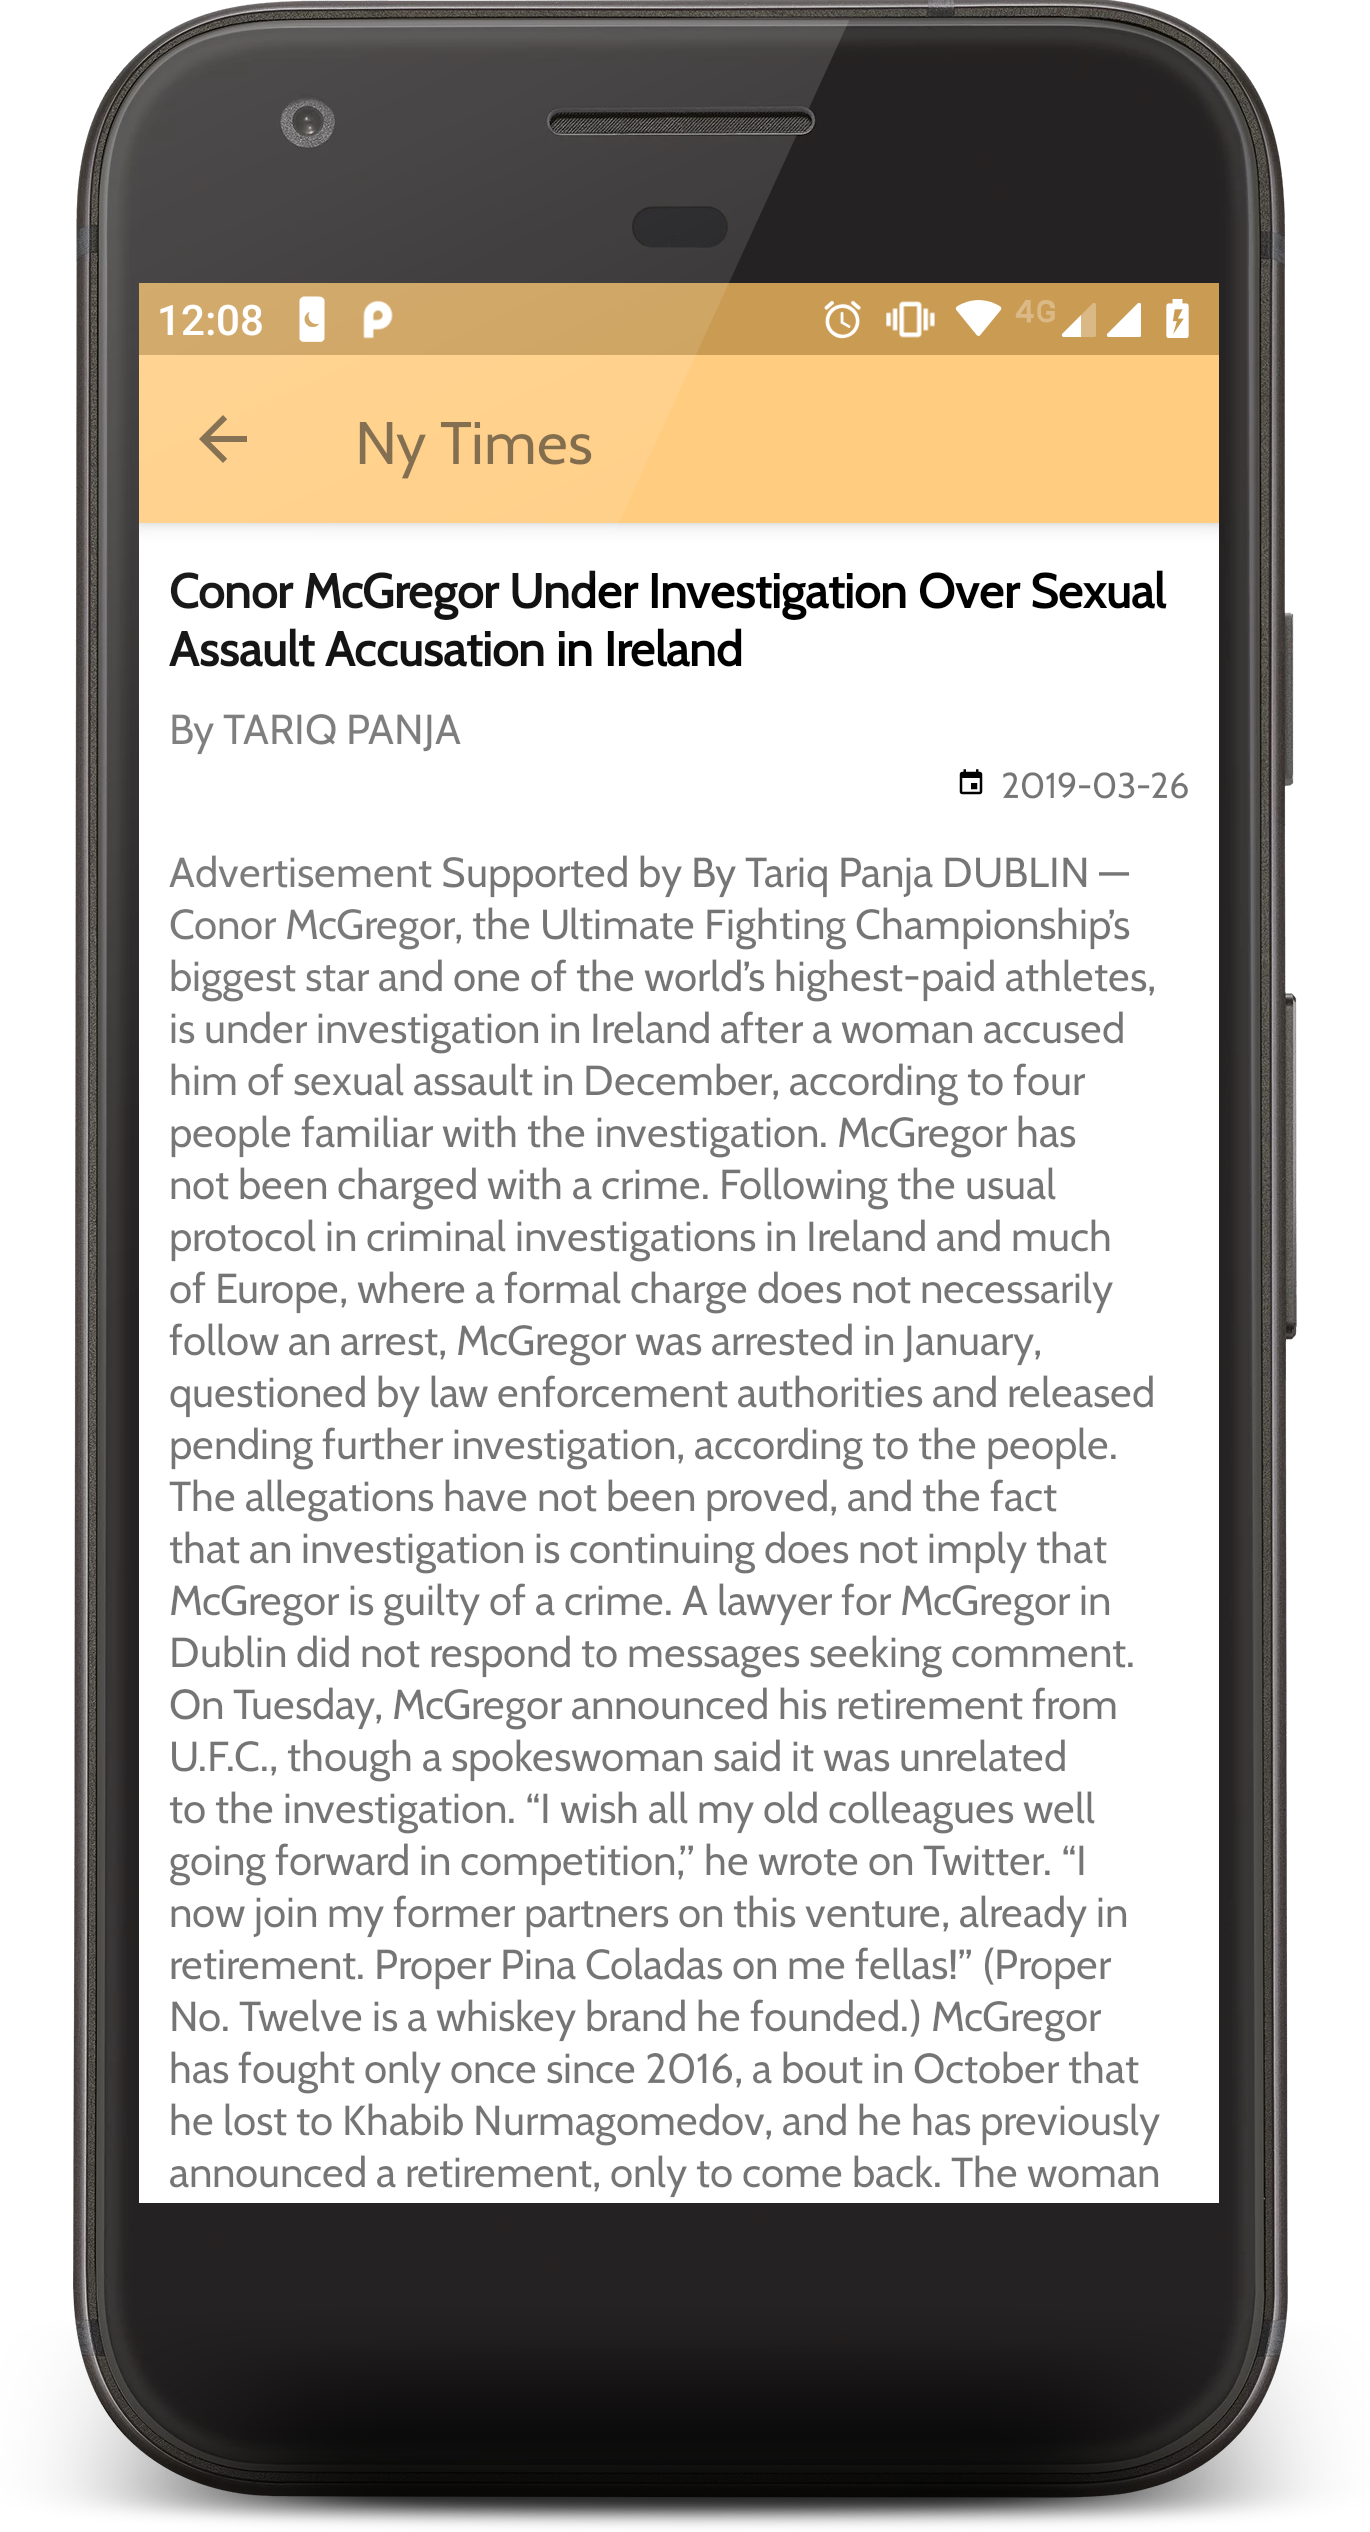 12:08
4G
Ny Times
Conor McGregor Under Investigation Over Sexual
Assault Accusation in Ireland
By TARIQ PANJA
2019-03-26
Advertisement Supported by By Tariq Panja DUBLIN —
Conor McGregor, the Ultimate Fighting Championship’s
biggest star and one of the world’s highest-paid athletes,
is under investigation in Ireland after a woman accused
him of sexual assault in December, according to four
people familiar with the investigation. McGregor has
not been charged with a crime. Following the usual
protocol in criminal investigations in Ireland and much
of Europe, where a formal charge does not necessarily
follow an arrest, McGregor was arrested in January,
questioned by law enforcement authorities and released
pending further investigation, according to the people.
The allegations have not been proved, and the fact
that an investigation is continuing does not imply that
McGregor is guilty of a crime. A lawyer for McGregor in
Dublin did not respond to messages seeking comment.
On Tuesday, McGregor announced his retirement from
U.F.C., though a spokeswoman said it was unrelated
to the investigation. “I wish all my old colleagues well
going forward in competition,” he wrote on Twitter. “I
now join my former partners on this venture, already in
retirement. Proper Pina Coladas on me fellas!” (Proper
No. Twelve is a whiskey brand he founded.) McGregor
has fought only once since 2016, a bout in October that
he lost to Khabib Nurmagomedov, and he has previously
announced a retirement, only to come back. The woman